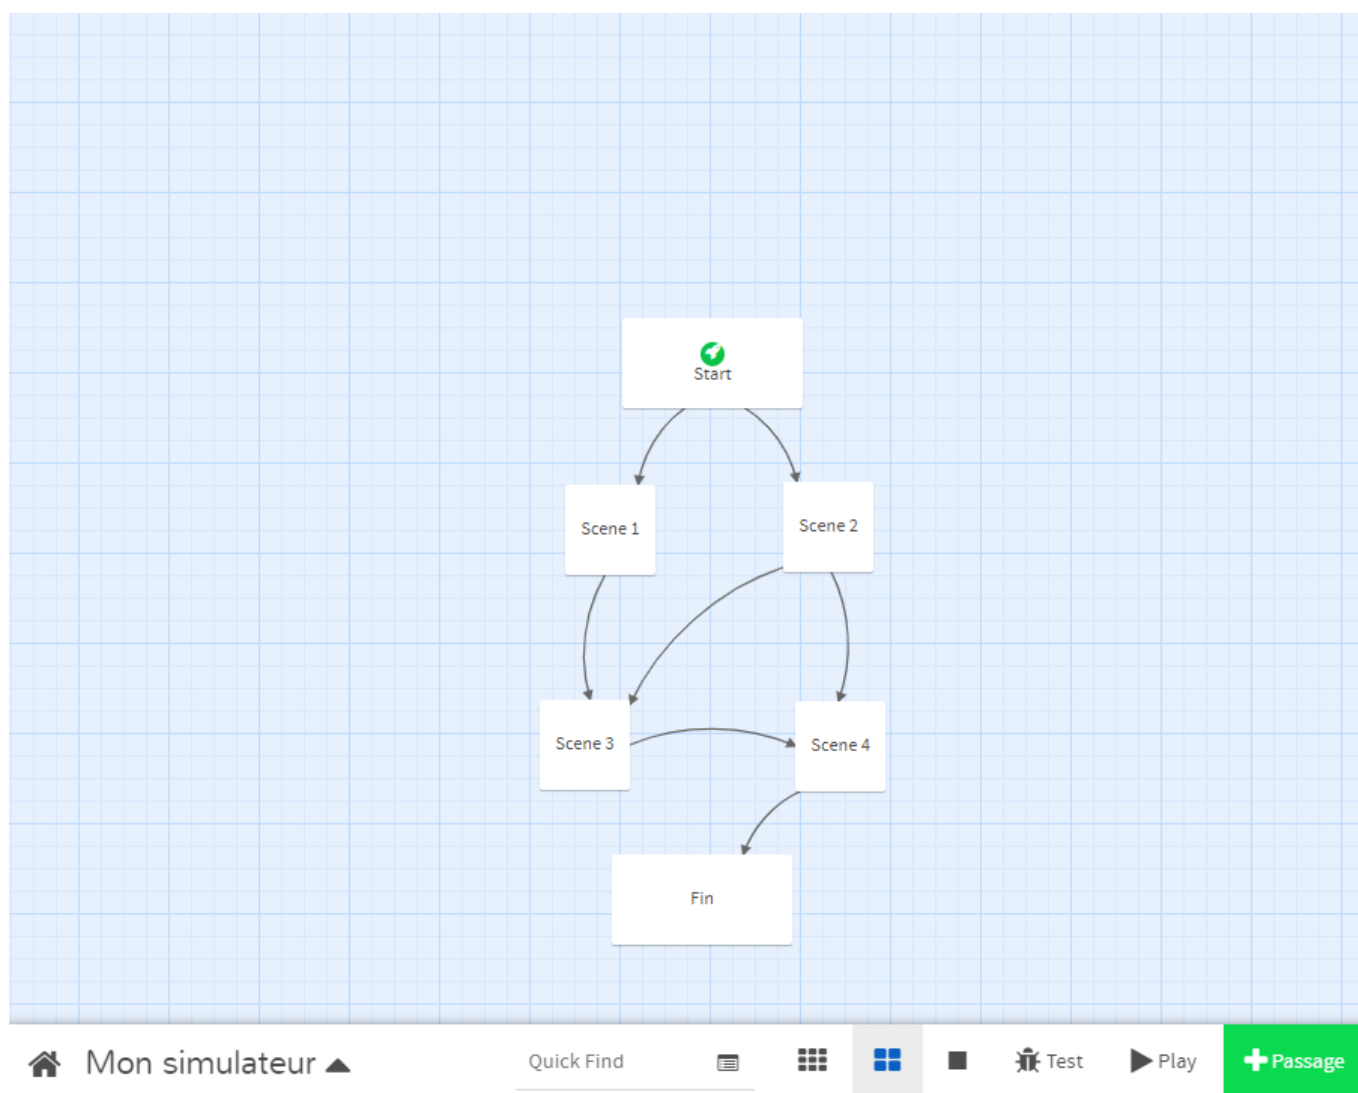 Start
Scene 1
Scene 2
Scene 3
Scene 4
Fin
Mon simulateur
Quick Find
Test
Play
Passage